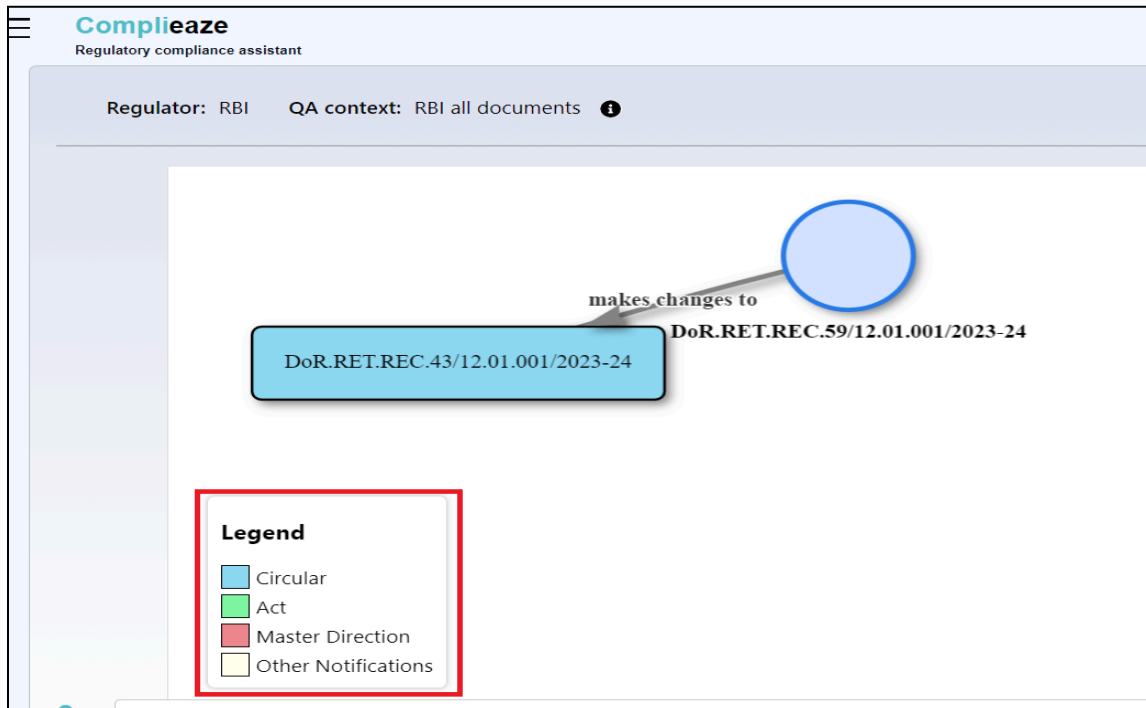 Complieaze
Regulatory compliance assistant
Regulator: RBI QA context: RBI all documents
makes changes to
DoR.RET.REC.59/12.01.001/2023-24
DoR.RET.REC.43/12.01.001/2023-24
Legend
Circular
Act
Master Direction
Other Notifications